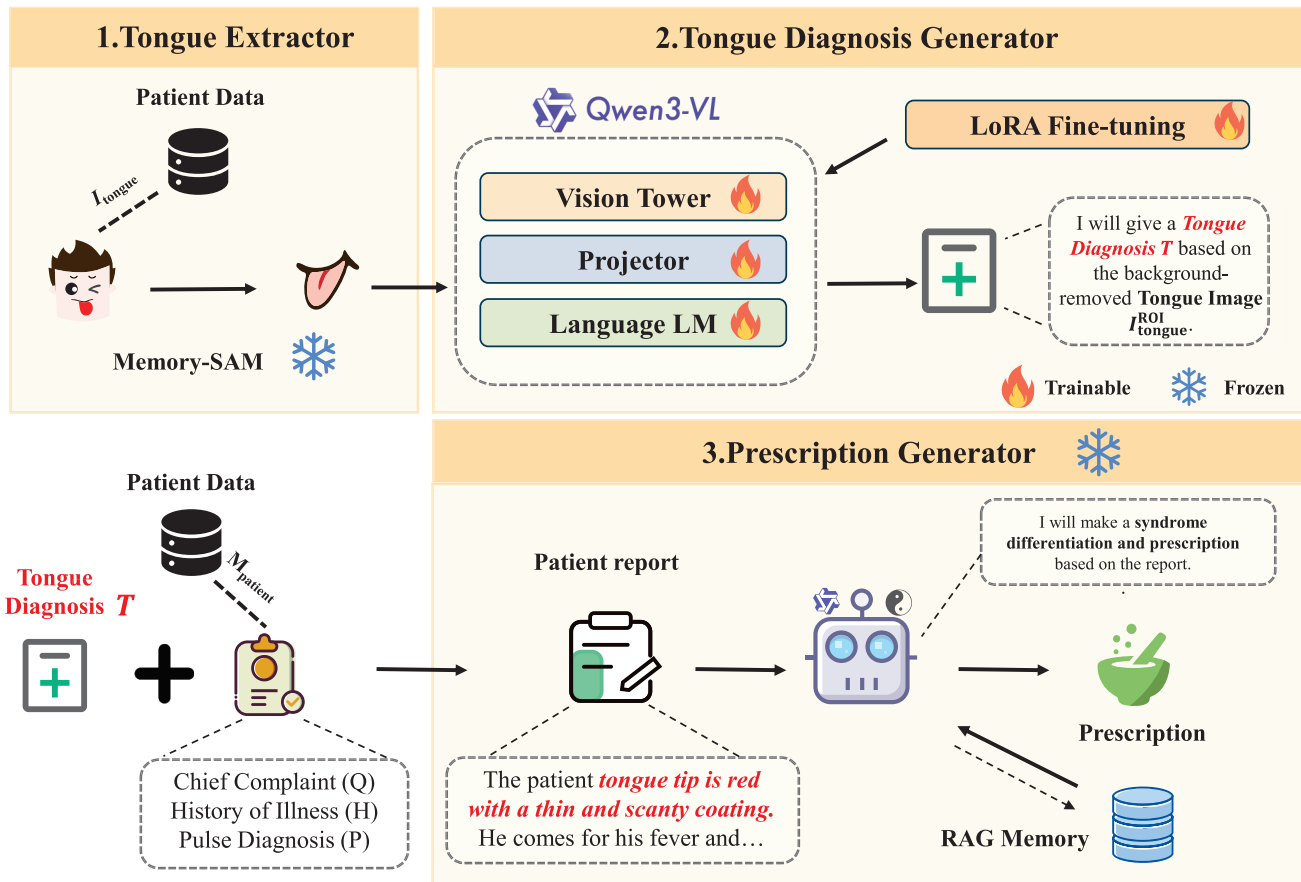 1.Tongue Extractor
Patient Data
I_tongue
Memory-SAM
2.Tongue Diagnosis Generator
Qwen3-VL
LoRA Fine-tuning
Vision Tower
Projector
Language LM
I will give a Tongue
Diagnosis T based on
the background-
removed Tongue Image
I_tongue^ROI.
Trainable
Frozen
Patient Data
M_patient
Tongue
Diagnosis T
Chief Complaint (Q)
History of Illness (H)
Pulse Diagnosis (P)
3.Prescription Generator
Patient report
The patient tongue tip is red
with a thin and scanty coating.
He comes for his fever and…
I will make a syndrome
differentiation and prescription
based on the report.
Prescription
RAG Memory